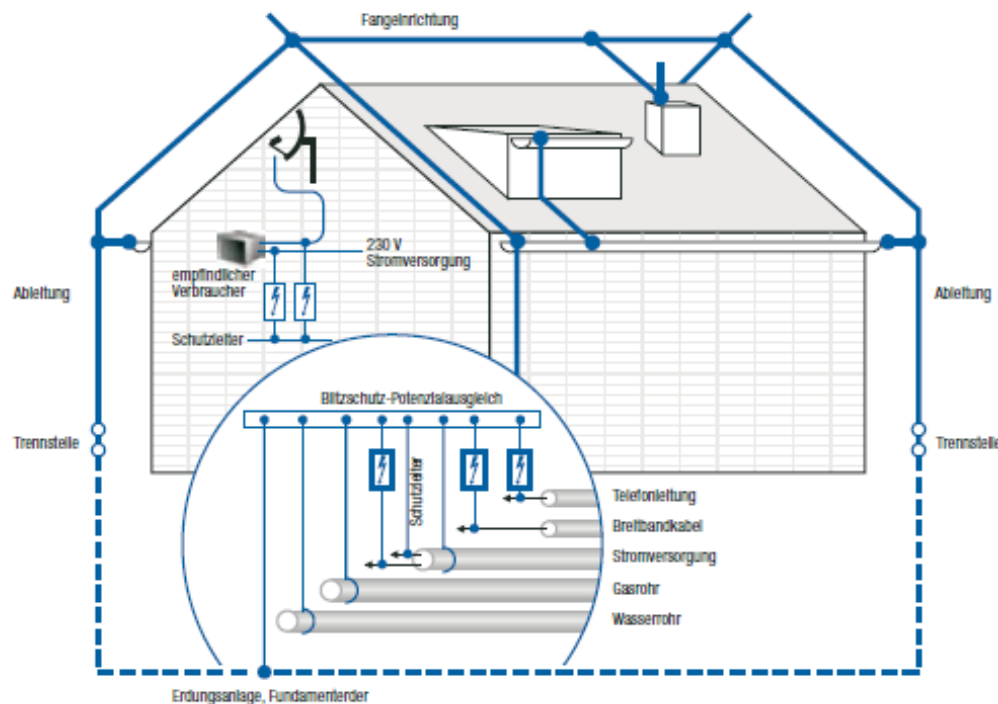 Fangeinrichtung
230 V
Stromversorgung
empfindlicher
Verbraucher
Ableitung
Ableitung
Schutzleiter
Blitzschutz-Potenzialausgleich
Trennstelle
Trennstelle
Schutzleiter
Telefonleitung
Breitbandkabel
Stromversorgung
Gasrohr
Wasserrohr
Erdungsanlage, Fundamenterder